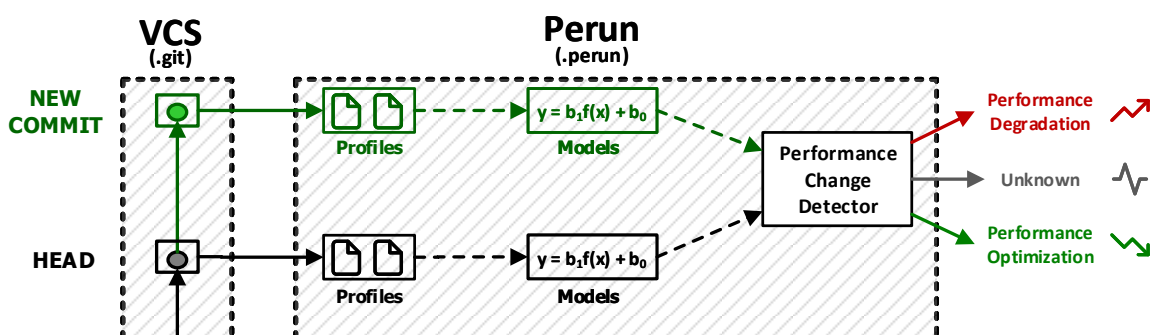 VCS
(.git)
Perun
(.perun)
NEW
COMMIT
Profiles
y = b₁f(x) + b₀
Models
Performance
Change
Detector
Performance
Degradation
Unknown
Performance
Optimization
HEAD
Profiles
y = b₁f(x) + b₀
Models